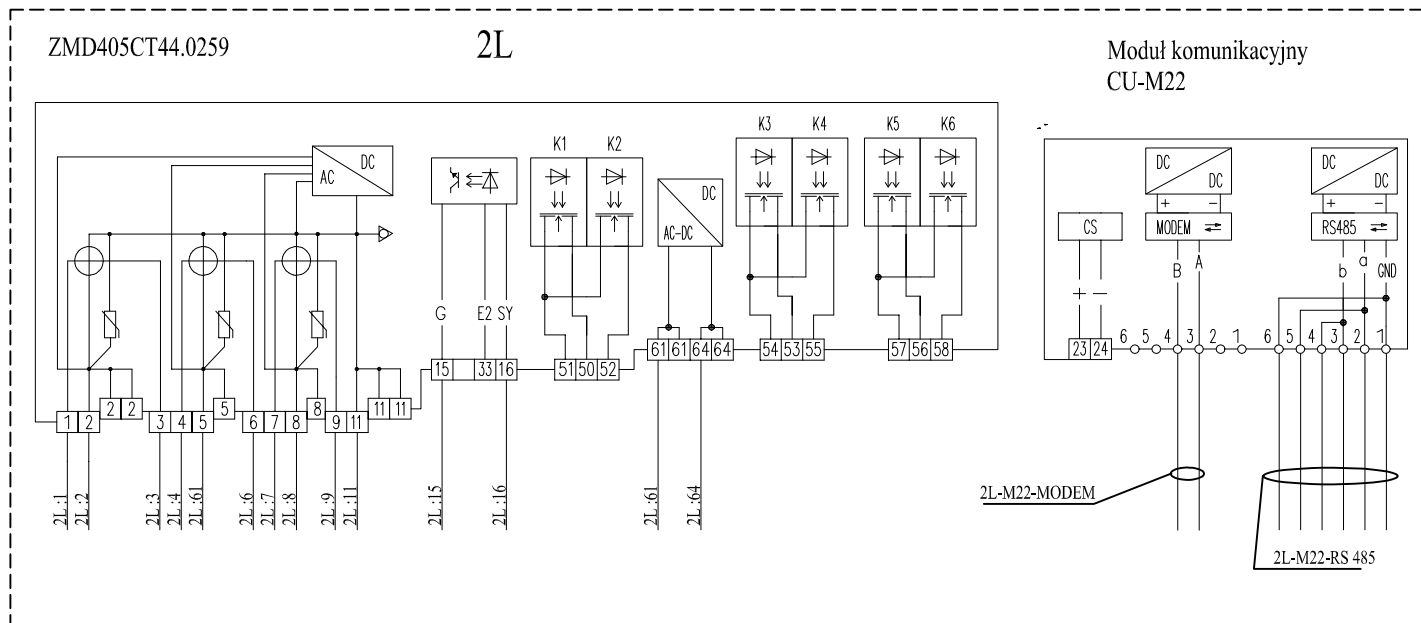 ZMD405CT44.0259
2L
Moduł komunikacyjny
CU-M22
K1 K2 K3 K4 K5 K6
AC DC
AC-DC DC
DC DC
DC DC
+ -
+ -
CS
MODEM
RS485
B A
b a GND
+ -
G E2 SY
1 2 2 2 3 4 5 5 6 7 8 8 9 11 11 11
15 33 16
51 50 52
61 61 64 64
54 53 55
57 56 58
23 24
6 5 4 3 2 1
6 5 4 3 2 1
2L:1
2L:2
2L:3
2L:4
2L:61
2L:6
2L:7
2L:8
2L:9
2L:11
2L:15
2L:16
2L:61
2L:64
2L-M22-MODEM
2L-M22-RS 485